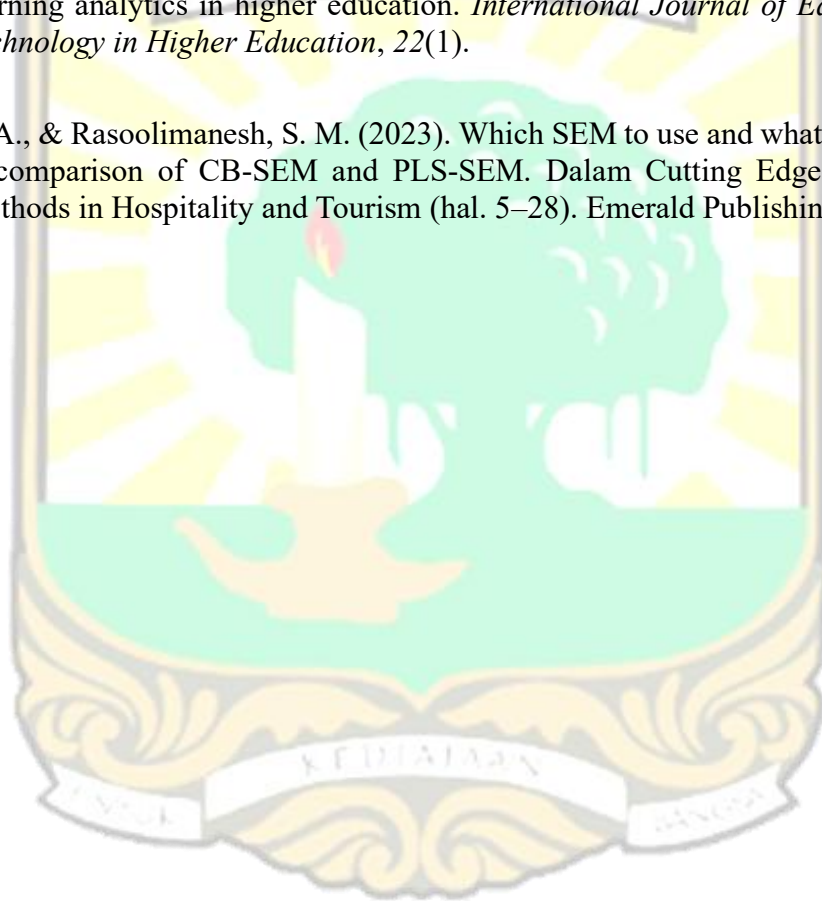 rning analytics in higher education. International Journal of Ed
chnology in Higher Education, 22(1).
A., & Rasoolimanesh, S. M. (2023). Which SEM to use and what
comparison of CB-SEM and PLS-SEM. Dalam Cutting Edge
thods in Hospitality and Tourism (hal. 5–28). Emerald Publishin
KEDJAJAAN
BANGSA